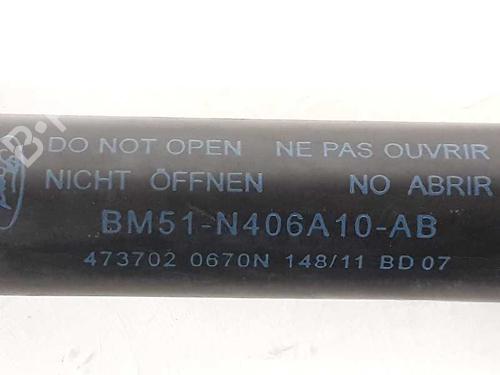 DO NOT OPEN NE PAS OUVRIR
NICHT ÖFFNEN NO ABRIR
BM51-N406A10-AB
473702 0670N 148/11 BD 07